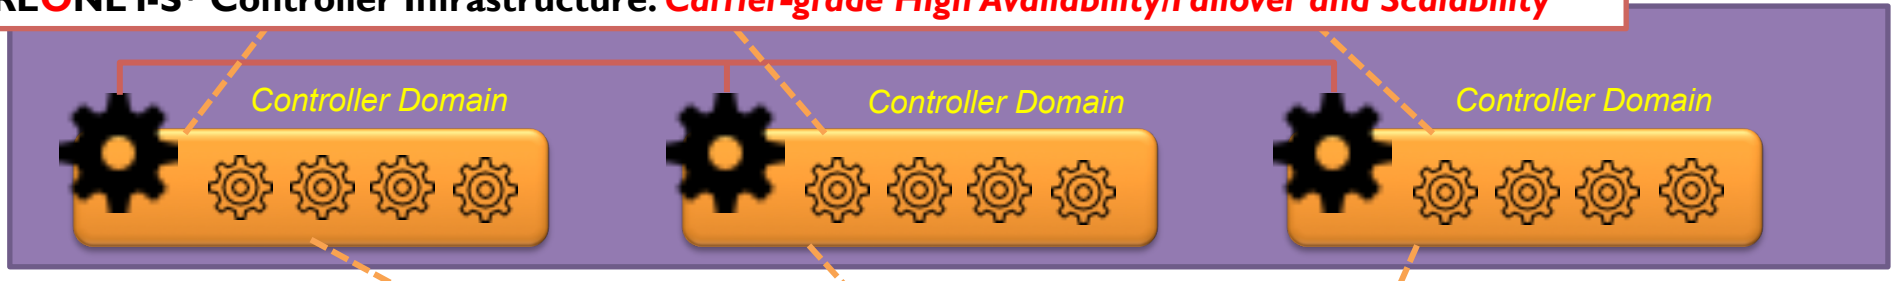 Controller Infrastructure: Carrier-grade High Availability/Failover and Scalability
Controller Domain
Controller Domain
Controller Domain